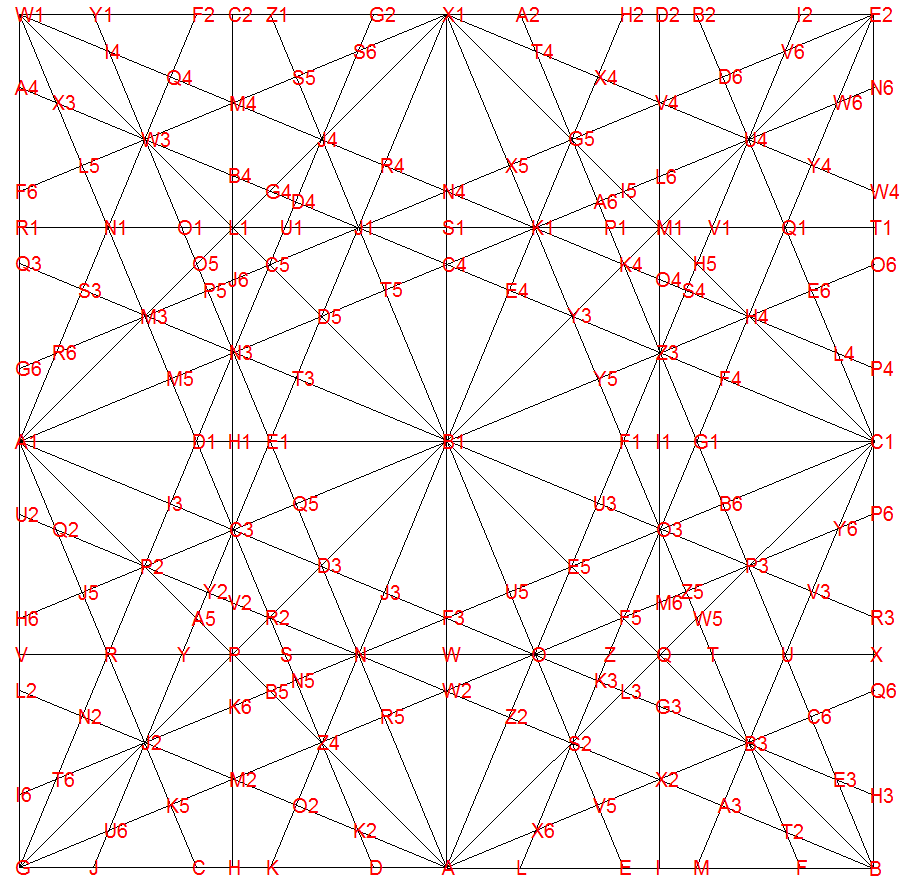 W1 Y1 F2 C2 Z1 G2 X1 A2 H2 D2 B2 I2 E2
I4 S6 T4 V6
Q4 S5 X4 D6
A4 N6
X3 M4 V4 W6
W3 J4 G5 U4
L5 R4 X5 Y4
B4 L6
F6 G4 N4 I5 W4
D4 A6
R1 N1 O1 L1 U1 J1 S1 K1 P1 M1 V1 Q1 T1
Q3 O5 C5 C4 K4 H5 O6
J6 O4
S3 P5 T5 E4 S4 E6
M3 D5 Y3 H4
R6 N3 Z3 L4
G6 P4
M5 T3 Y5 F4
A1 D1 H1 E1 B1 F1 I1 G1 C1
I3 Q5 U3 B6
U2 P6
Q2 C3 O3 Y6
P2 D3 E5 P3
J5 Y2 J3 U5 Z5 V3
V2 M6
H6 A5 R2 F3 F5 W5 R3
V R Y P S N W O Z Q T U X
N5 K3
L2 B5 W2 L3 Q6
K6 G3
N2 R5 Z2 C6
J2 Z4 S2 B3
T6 M2 X2 E3
I6 H3
K5 O2 V5 A3
U6 K2 X6 T2
G J C H K D A L E I M F B